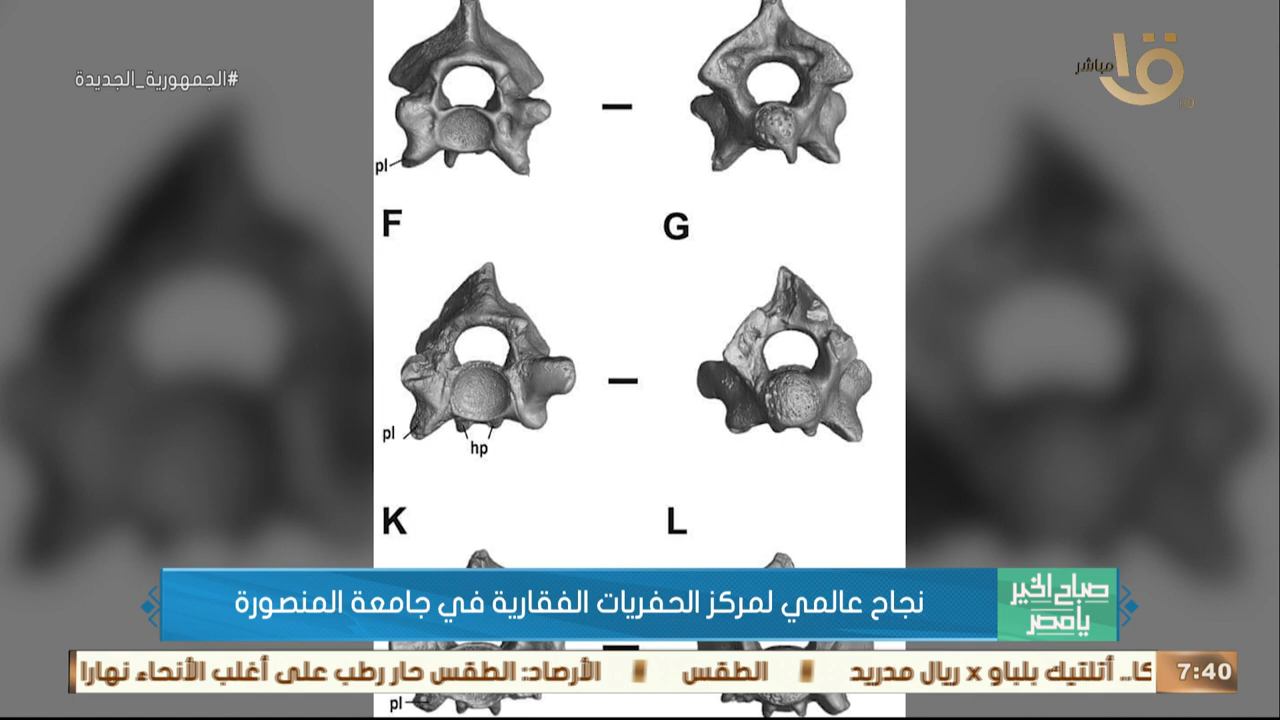 #الجمهورية_الجديدة
مباشر
HD
pl
F
G
pl
hp
K
L
pl
نجاح عالمي لمركز الحفريات الفقارية في جامعة المنصورة
صباح الخير
يا مصر
كا.. أتلتيك بلباو x ريال مدريد
الطقس
الأرصاد: الطقس حار رطب على أغلب الأنحاء نهارا
7:40